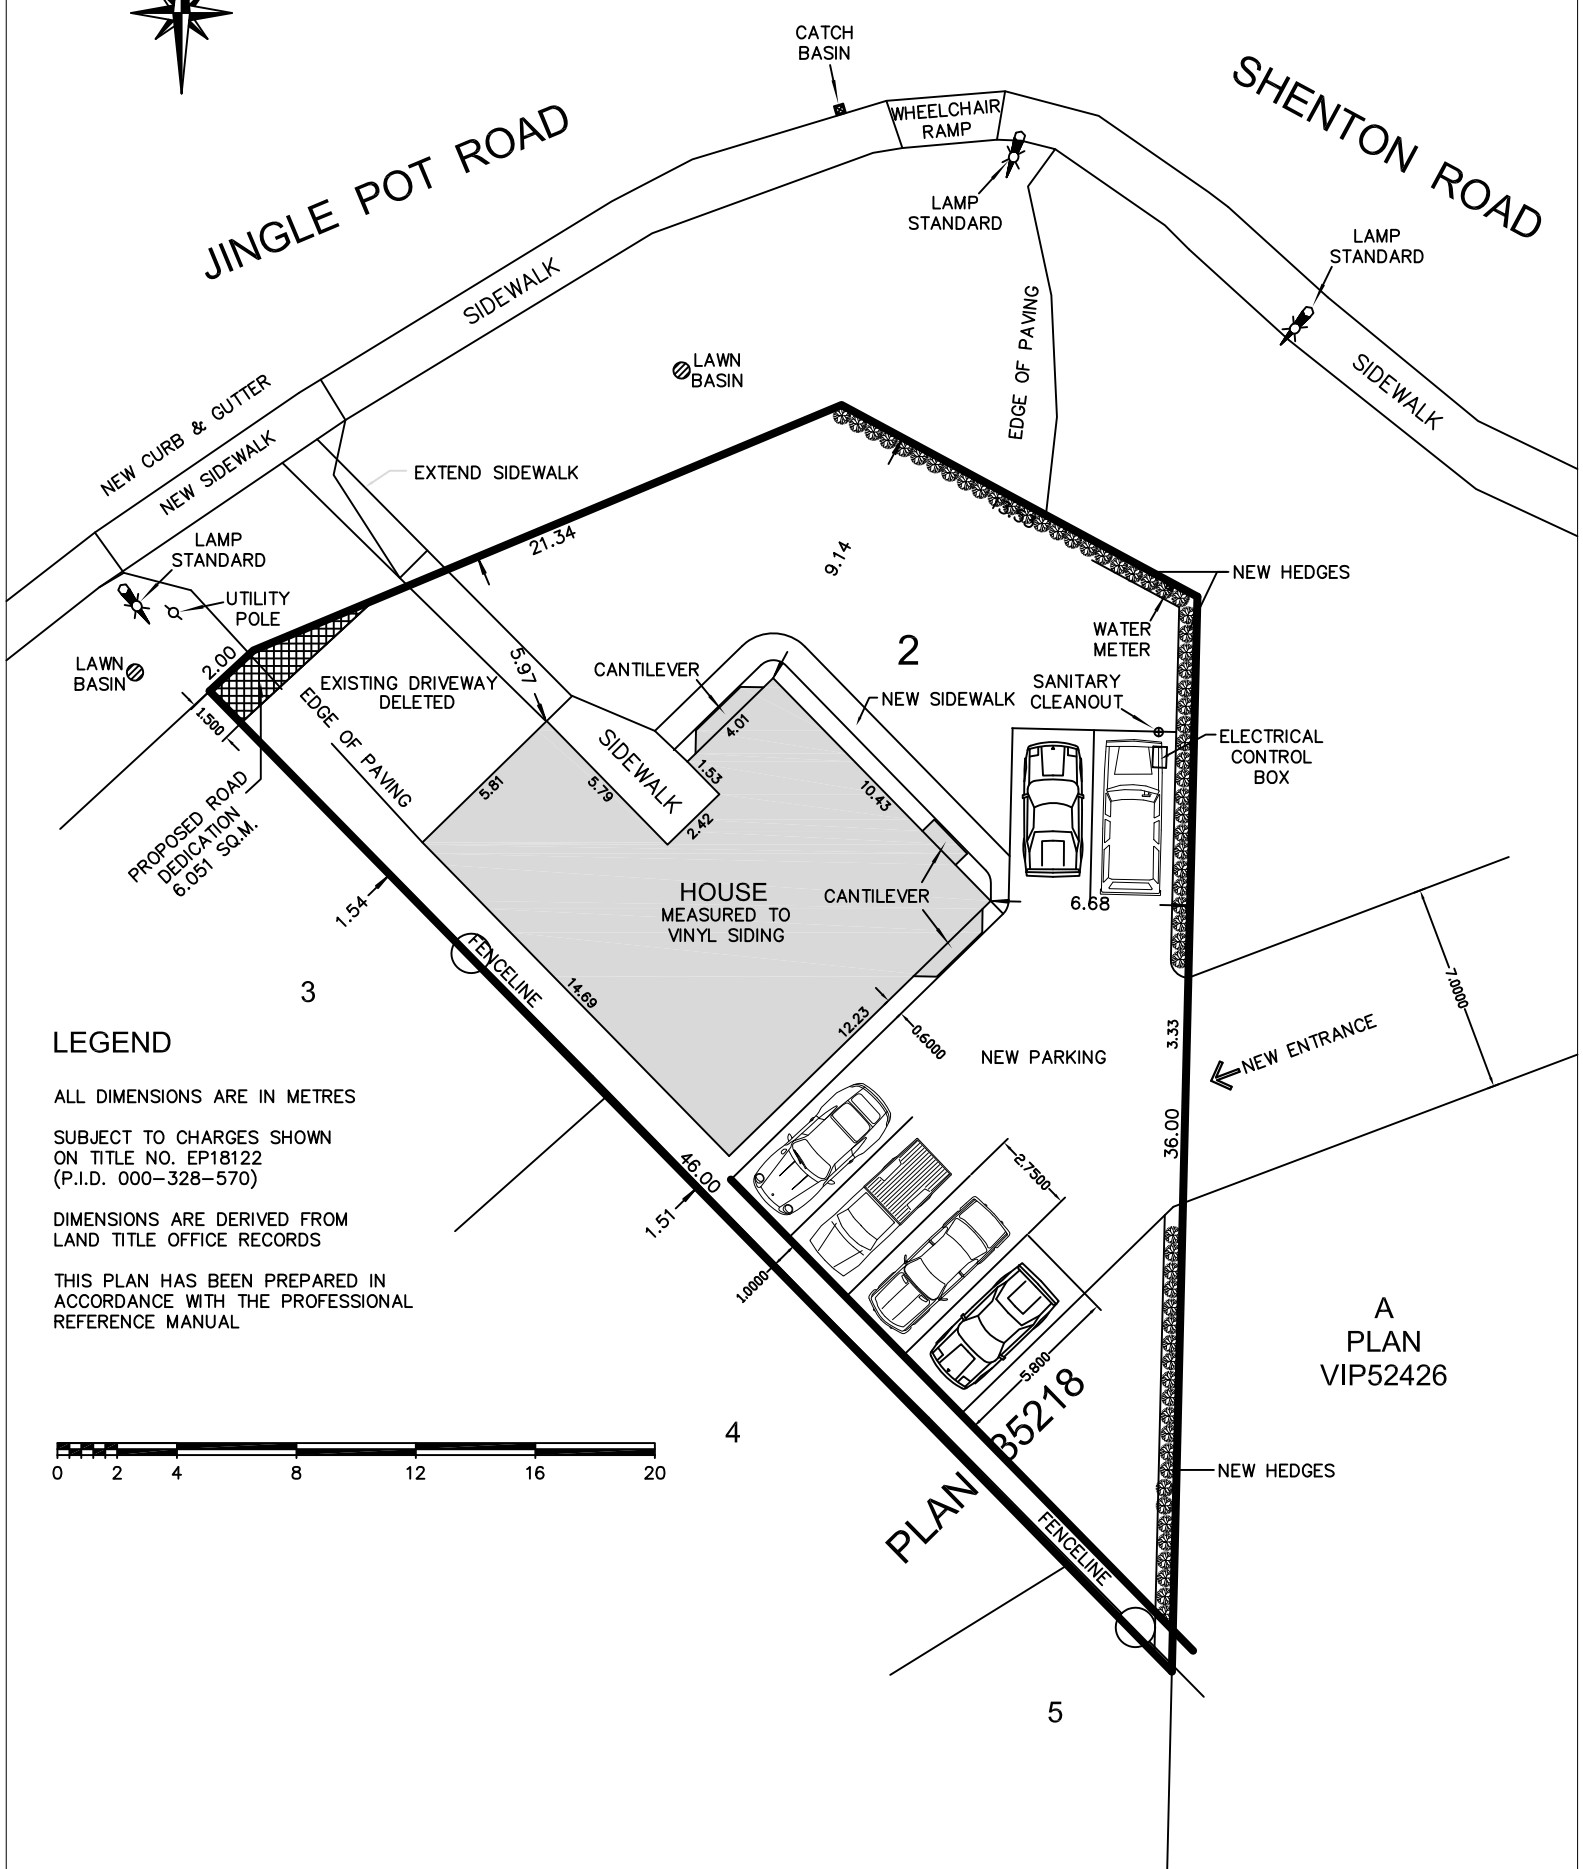 CATCH
BASIN
SHENTON ROAD
JINGLE POT ROAD
WHEELCHAIR
RAMP
LAMP
STANDARD
LAMP
STANDARD
SIDEWALK
SIDEWALK
EDGE OF PAVING
LAWN
BASIN
NEW CURB & GUTTER
NEW SIDEWALK
EXTEND SIDEWALK
LAMP
STANDARD
21.34
9.14
NEW HEDGES
UTILITY
POLE
WATER
METER
2.00
LAWN
BASIN
5.97
2
CANTILEVER
EXISTING DRIVEWAY
DELETED
NEW SIDEWALK
SANITARY
CLEANOUT
1.500
EDGE OF PAVING
4.01
SIDEWALK
ELECTRICAL
CONTROL
BOX
PROPOSED ROAD
DEDICATION
6.051 SQ.M.
5.81
5.79
1.53
2.42
10.43
HOUSE
MEASURED TO
VINYL SIDING
CANTILEVER
6.68
1.54
FENCELINE
3
14.69
12.23
0.6000
7.0000
3.33
NEW ENTRANCE
NEW PARKING
LEGEND
ALL DIMENSIONS ARE IN METRES
SUBJECT TO CHARGES SHOWN
ON TITLE NO. EP18122
(P.I.D. 000-328-570)
DIMENSIONS ARE DERIVED FROM
LAND TITLE OFFICE RECORDS
THIS PLAN HAS BEEN PREPARED IN
ACCORDANCE WITH THE PROFESSIONAL
REFERENCE MANUAL
36.00
46.00
2.7500
1.51
1.0000
5.800
A
PLAN
VIP52426
PLAN 35218
4
0 2 4 8 12 16 20
NEW HEDGES
FENCELINE
5